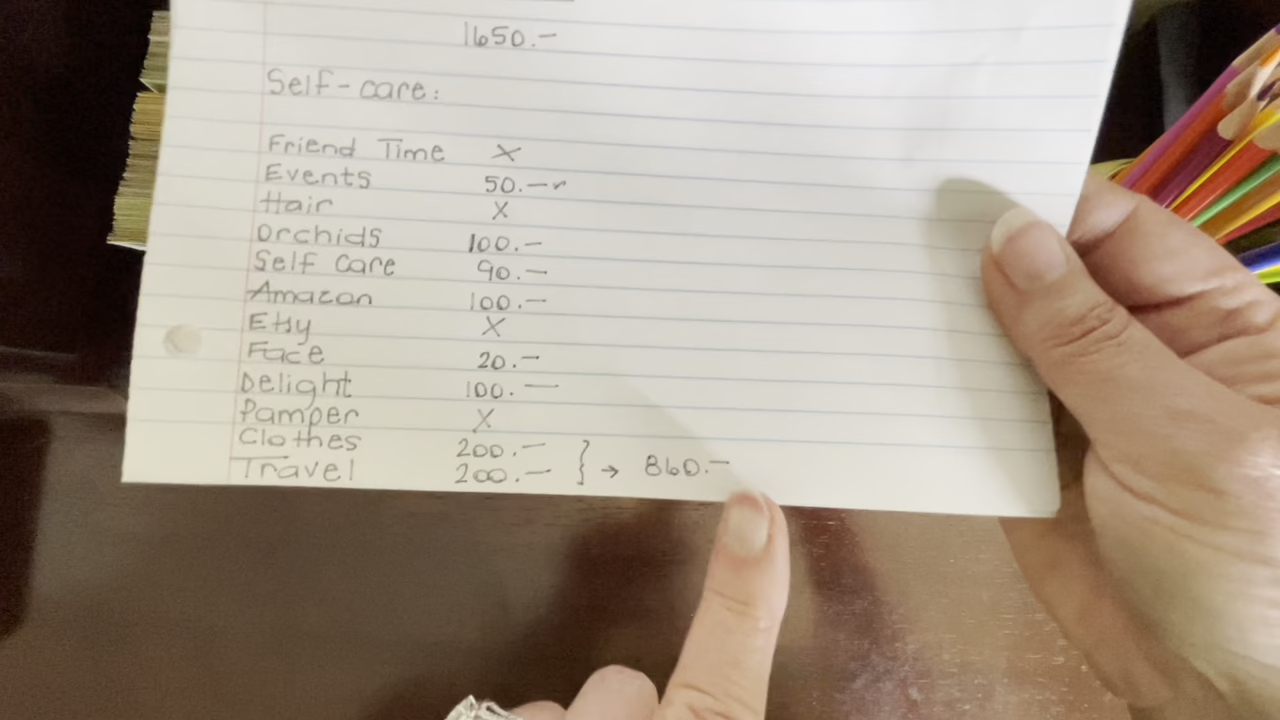 1650.-
Self-care:
Friend Time X
Events 50.-
Hair X
Orchids 100.-
Self Care 90.-
Amazon 100.-
Etsy X
Face 20.-
Delight 100.-
Pamper X
Clothes 200.-
Travel 200.- } → 860.-